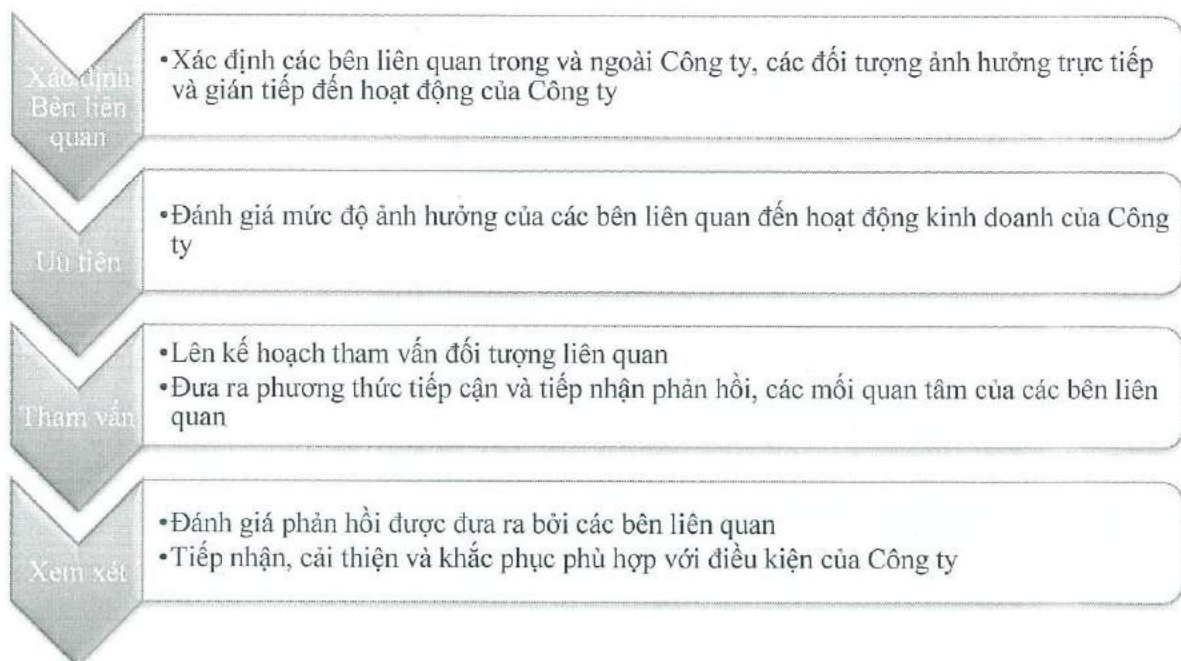 Xác định
Bên liên
quan
•Xác định các bên liên quan trong và ngoài Công ty, các đối tượng ảnh hưởng trực tiếp
và gián tiếp đến hoạt động của Công ty
Ưu tiên
•Đánh giá mức độ ảnh hưởng của các bên liên quan đến hoạt động kinh doanh của Công
ty
Tham vấn
•Lên kế hoạch tham vấn đối tượng liên quan
•Đưa ra phương thức tiếp cận và tiếp nhận phản hồi, các mối quan tâm của các bên liên
quan
Xem xét
•Đánh giá phản hồi được đưa ra bởi các bên liên quan
•Tiếp nhận, cải thiện và khắc phục phù hợp với điều kiện của Công ty